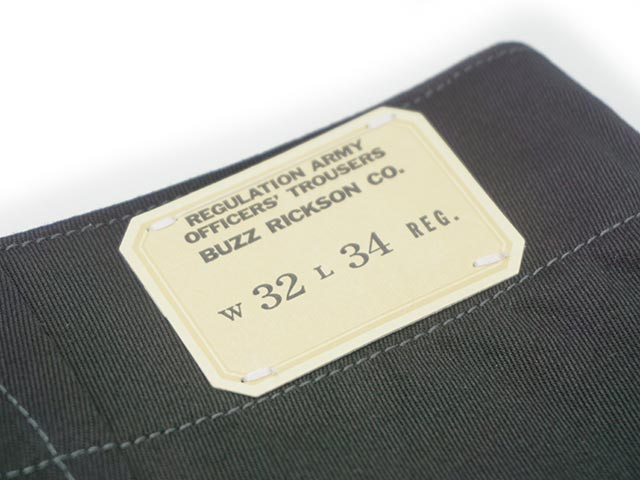 REGULATION ARMY
OFFICERS' TROUSERS
BUZZ RICKSON CO.
W 32 L 34 REG.